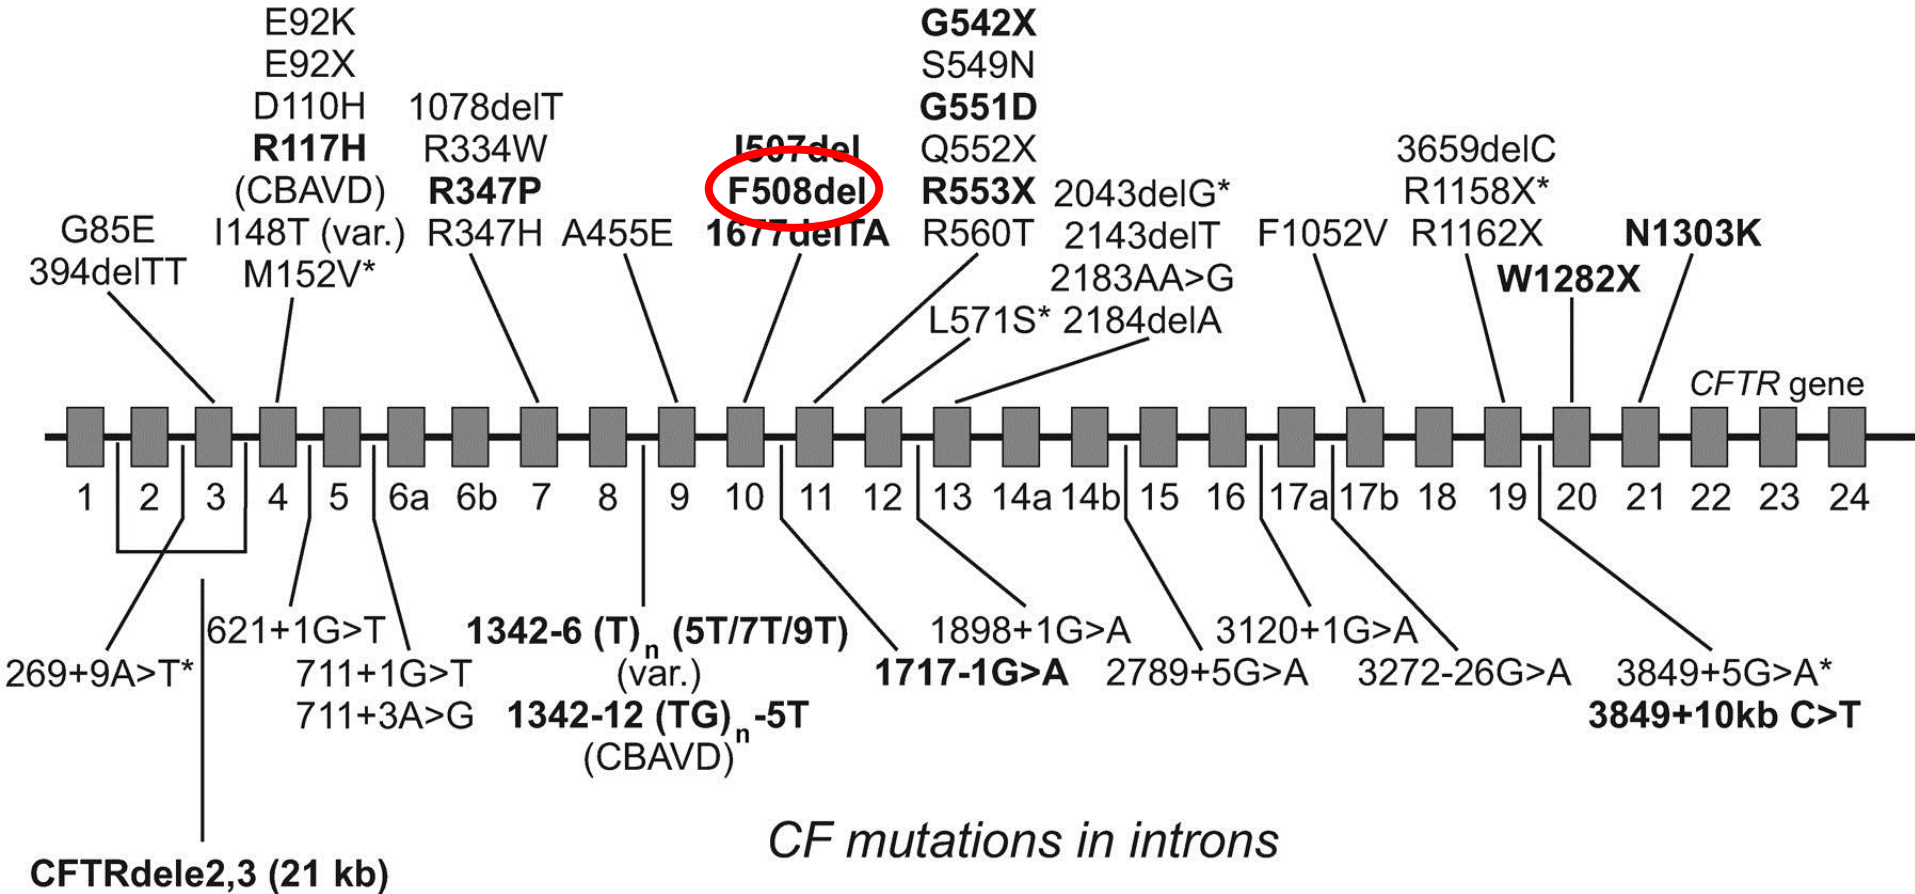 G85E
394delTT
E92K
E92X
D110H
R117H
(CBAVD)
I148T (var.)
M152V*
1078delT
R334W
R347P
R347H
A455E
I507del
F508del
1677delTA
G542X
S549N
G551D
Q552X
R553X
R560T
L571S*
2043delG*
2143delT
2183AA>G
2184delA
F1052V
3659delC
R1158X*
R1162X
W1282X
N1303K
CFTR gene
1 2 3 4 5 6a 6b 7 8 9 10 11 12 13 14a 14b 15 16 17a 17b 18 19 20 21 22 23 24
269+9A>T*
CFTRdele2,3 (21 kb)
621+1G>T
711+1G>T
711+3A>G
1342-6 (T)n (5T/7T/9T)
(var.)
1342-12 (TG)n-5T
(CBAVD)
1717-1G>A
1898+1G>A
2789+5G>A
3120+1G>A
3272-26G>A
3849+5G>A*
3849+10kb C>T
CF mutations in introns